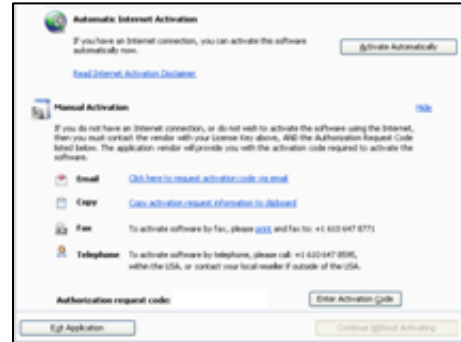 Automatic Internet Activation
If you have an Internet connection, you can activate this software
automatically now.
Activate Automatically
Read Internet Activation Disclaimer
Manual Activation
Hide
If you do not have an Internet connection, or do not wish to activate the software using the Internet,
then you must contact the vendor with your License Key above, AND the Authorization Request Code
listed below. The application vendor will provide you with the activation code required to activate the
software.
Email Click here to request activation code via email
Copy Copy activation request information to clipboard
Fax To activate software by fax, please print and fax to: +1 610 647 8771
Telephone To activate software by telephone, please call: +1 610 647 8595,
within the USA, or contact your local reseller if outside of the USA.
Authorization request code:
Enter Activation Code
Exit Application
Continue Without Activating